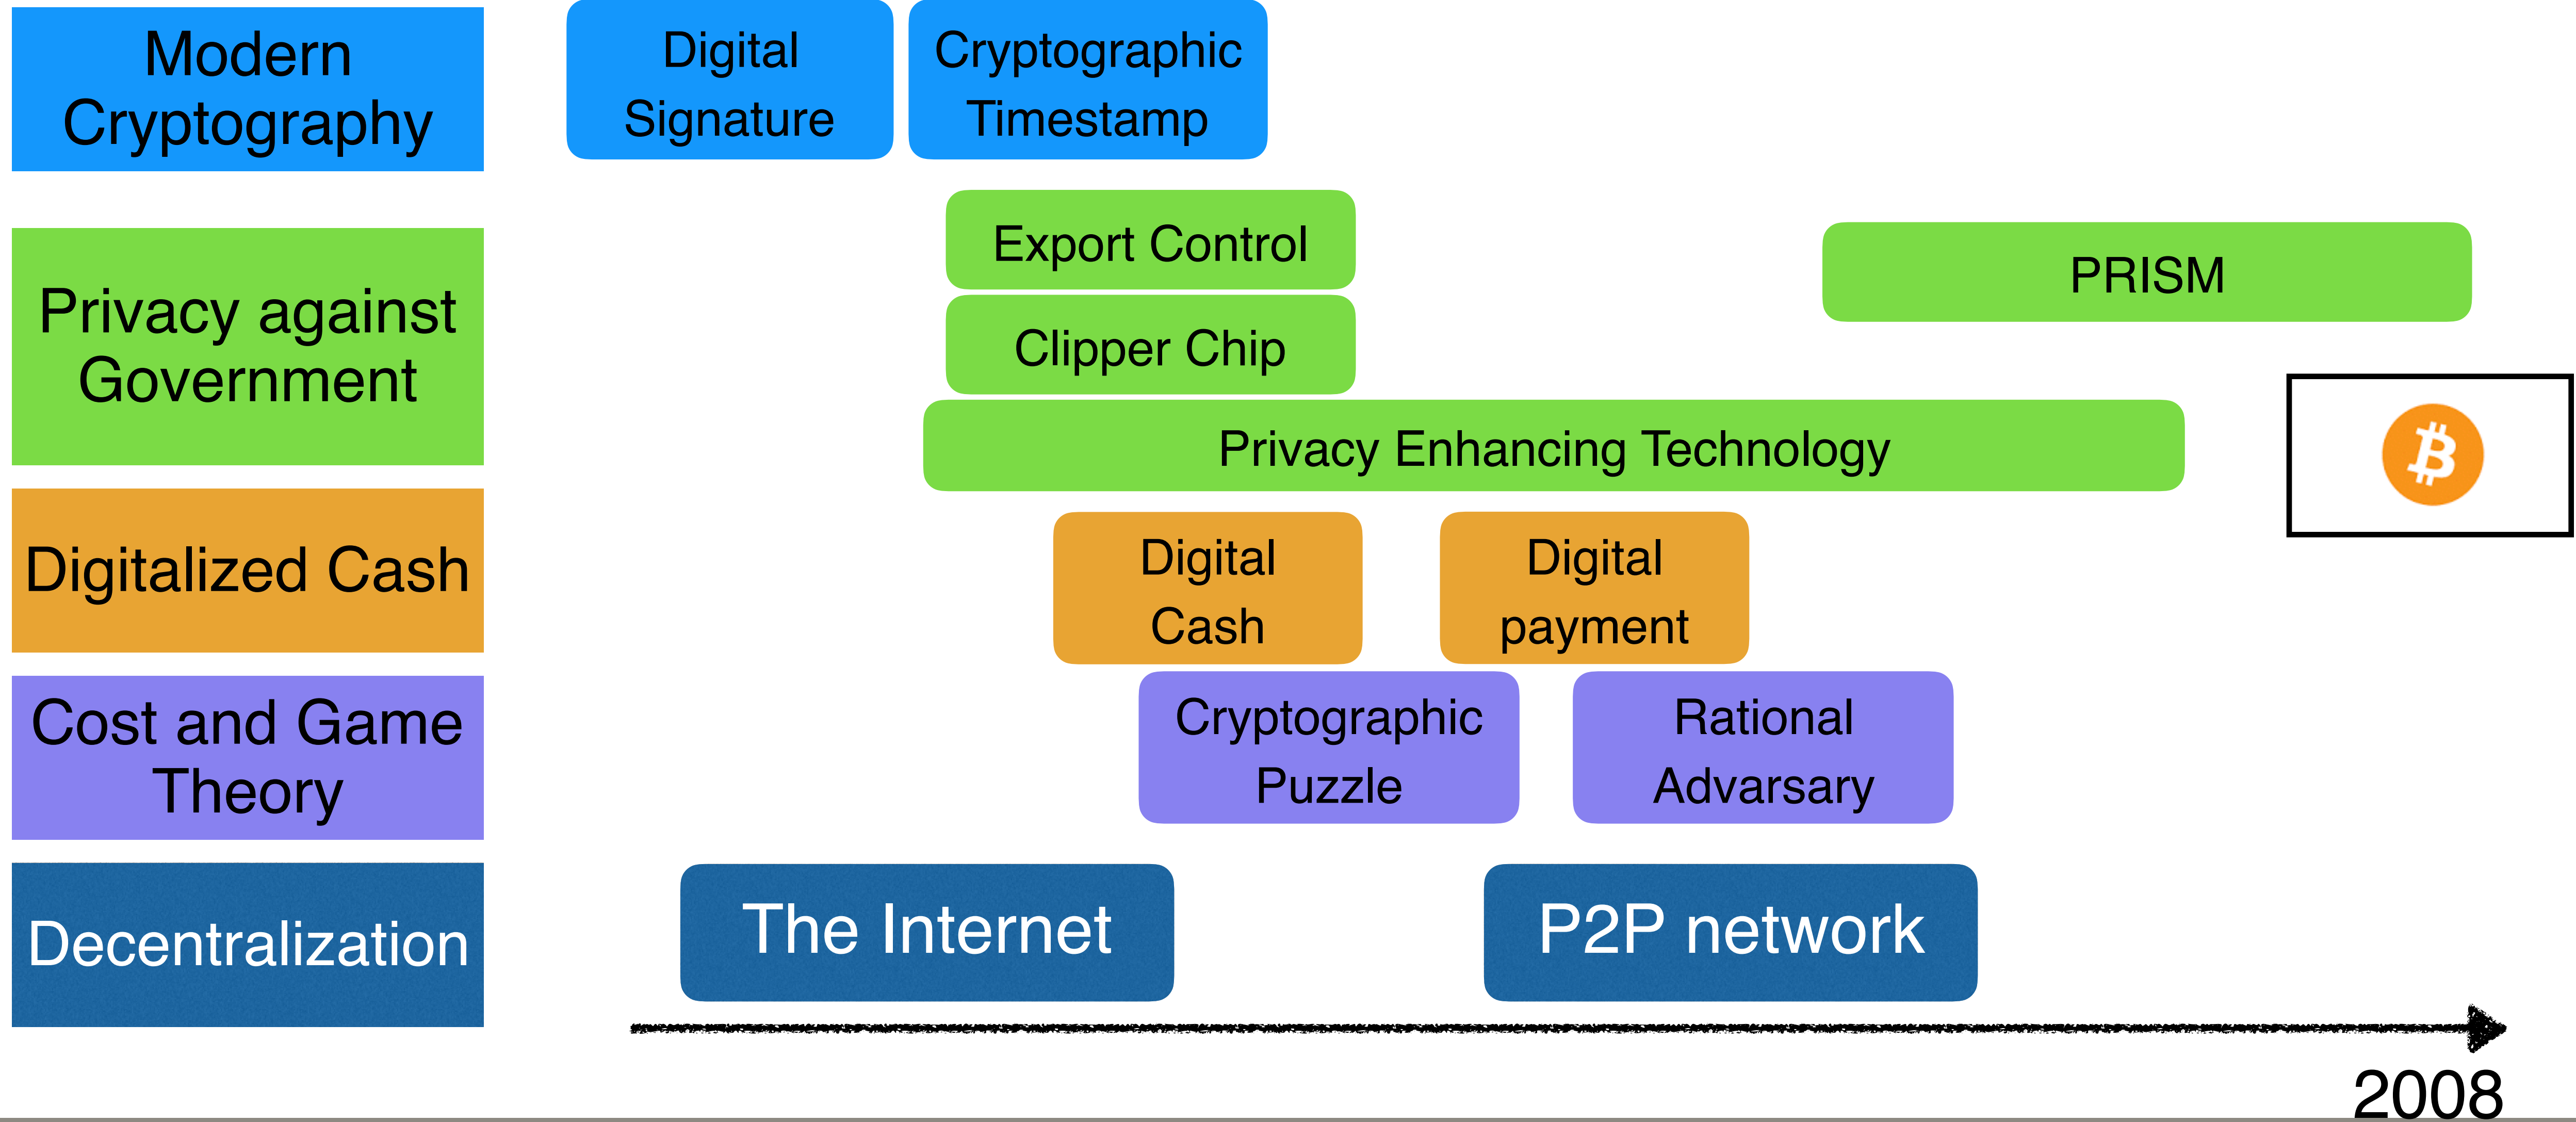 Modern
Cryptography
Digital
Signature
Cryptographic
Timestamp
Privacy against
Government
Export Control
Clipper Chip
Privacy Enhancing Technology
PRISM
Digitalized Cash
Digital
Cash
Digital
payment
Cost and Game
Theory
Cryptographic
Puzzle
Rational
Advarsary
Decentralization
The Internet
P2P network
2008